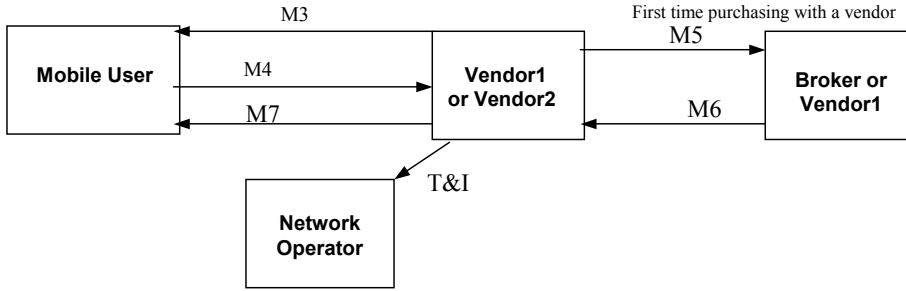 First time purchasing with a vendor
M3
M5
Mobile User
M4
Vendor1
or Vendor2
Broker or
Vendor1
M7
M6
T&I
Network
Operator